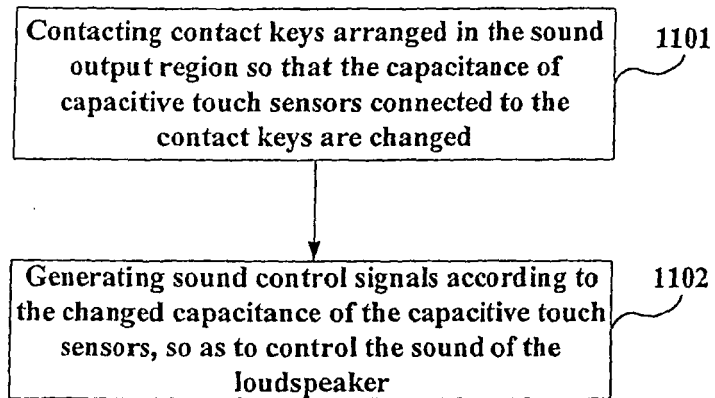 Contacting contact keys arranged in the sound
output region so that the capacitance of
capacitive touch sensors connected to the
contact keys are changed
1101
Generating sound control signals according to
the changed capacitance of the capacitive touch
sensors, so as to control the sound of the
loudspeaker
1102